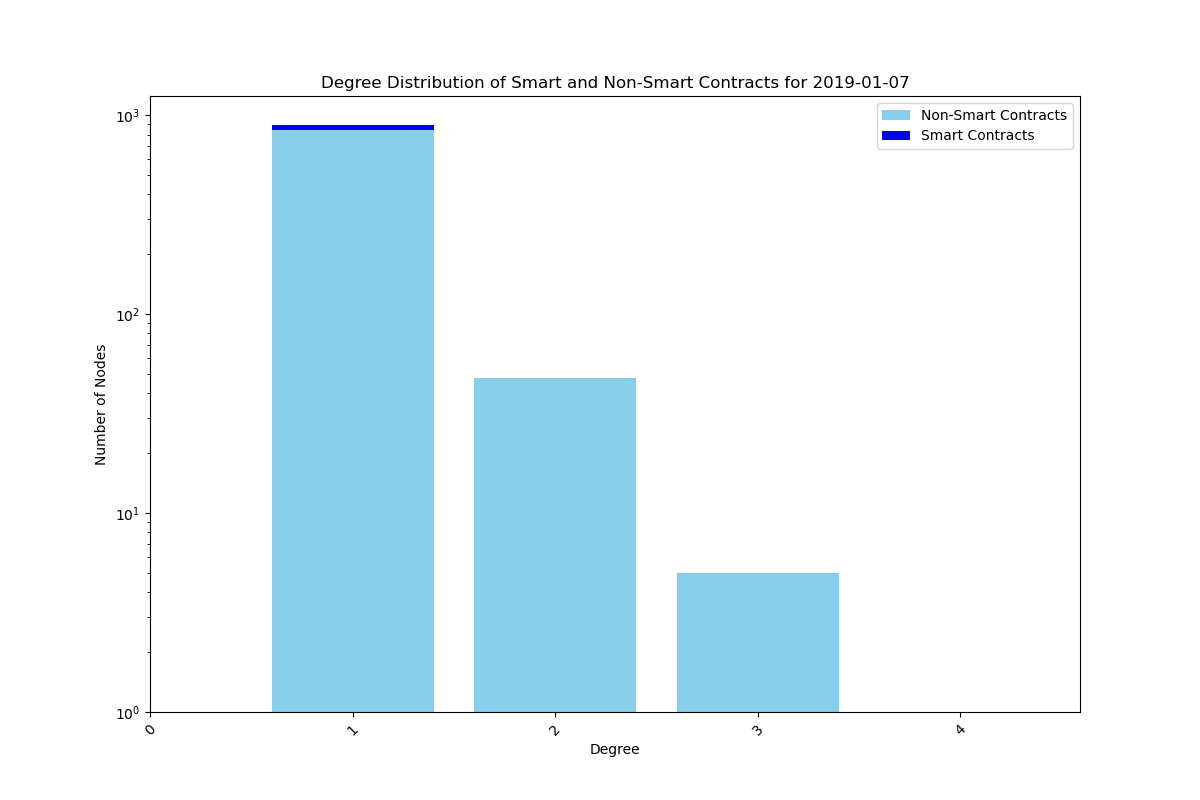 Degree Distribution of Smart and Non-Smart Contracts for 2019-01-07
Non-Smart Contracts
Smart Contracts
Number of Nodes
10³
10²
10¹
10⁰
0
1
2
3
4
Degree